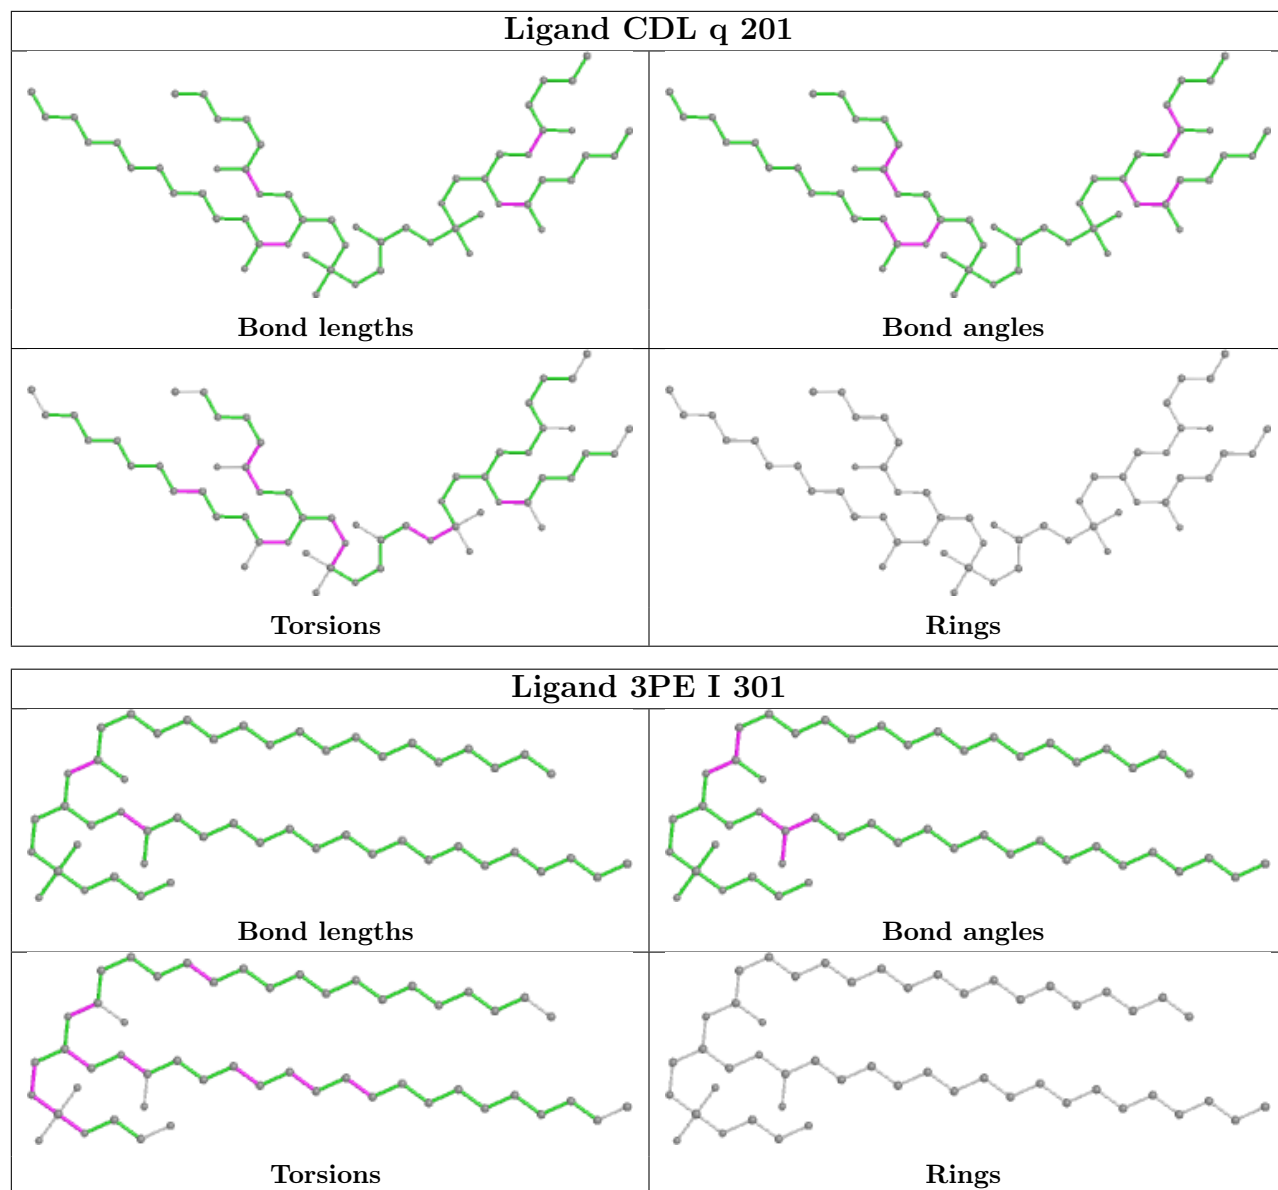 Ligand CDL q 201
Bond lengths
Bond angles
Torsions
Rings
Ligand 3PE I 301
Bond lengths
Bond angles
Torsions
Rings